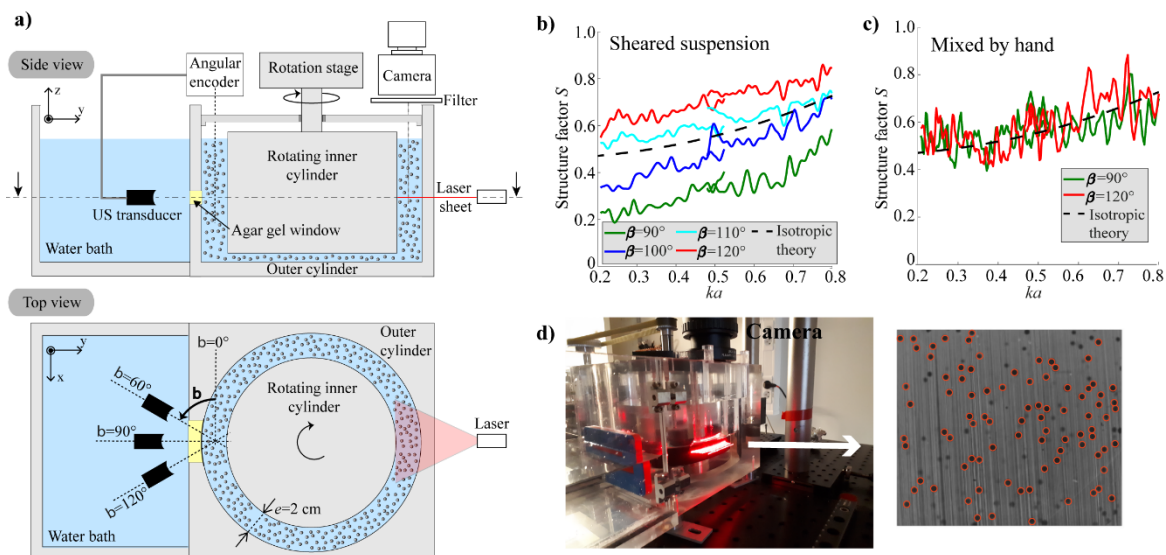 a)
Side view
z
y
Angular
encoder
Rotation stage
Camera
Filter
Rotating inner
cylinder
Laser
sheet
US transducer
Agar gel window
Water bath
Outer cylinder
Top view
y
x
b=0°
b=60°
b
b=90°
b=120°
Outer
cylinder
Rotating inner
cylinder
Laser
e=2 cm
Water bath
b)
Sheared suspension
Structure factor S
1.0
0.8
0.6
0.4
0.2
0
β=90°
β=110°
Isotropic
β=100°
β=120°
theory
0.2 0.3 0.4 0.5 0.6 0.7 0.8
ka
c)
Mixed by hand
Structure factor S
1.0
0.8
0.6
0.4
0.2
0
β=90°
β=120°
Isotropic
theory
0.2 0.3 0.4 0.5 0.6 0.7 0.8
ka
d)
Camera